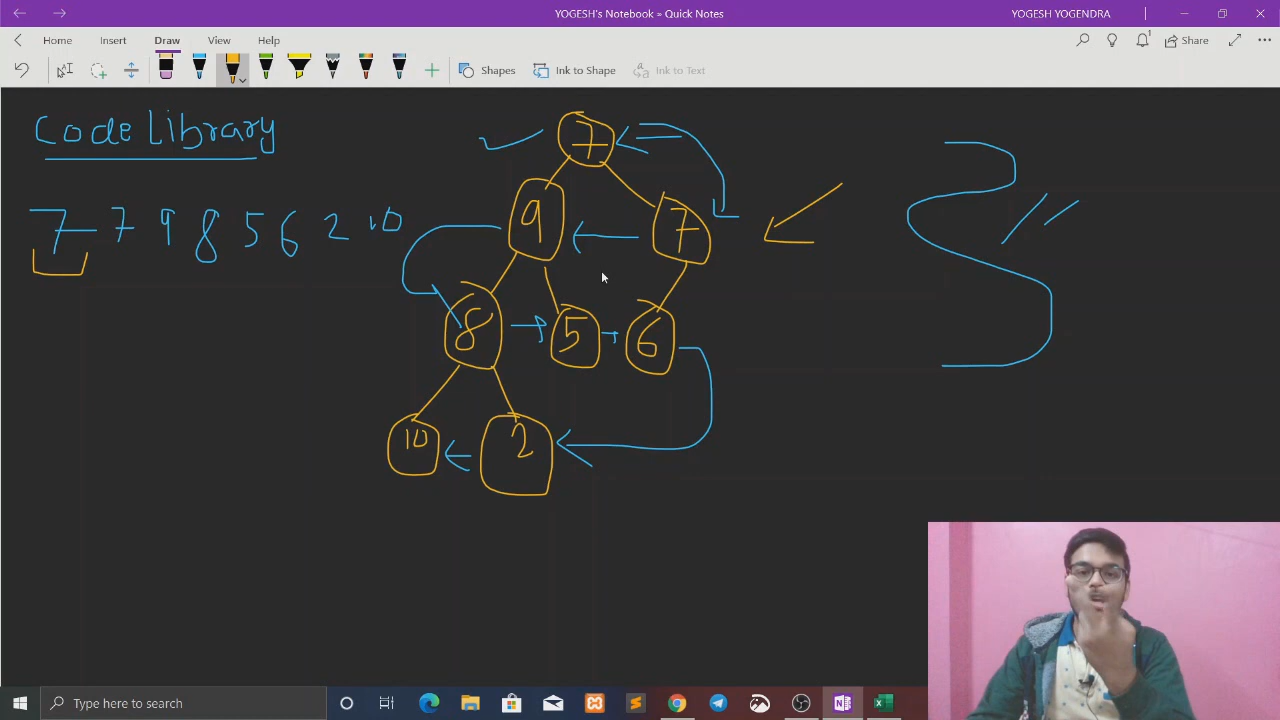 YOGESH's Notebook » Quick Notes
YOGESH YOGENDRA
Home Insert Draw View Help
Share
Shapes
Ink to Shape
Ink to Text
Code Library
7 7 9 8 5 6 2 10
7
9 7
8 5 6
10 2
Type here to search